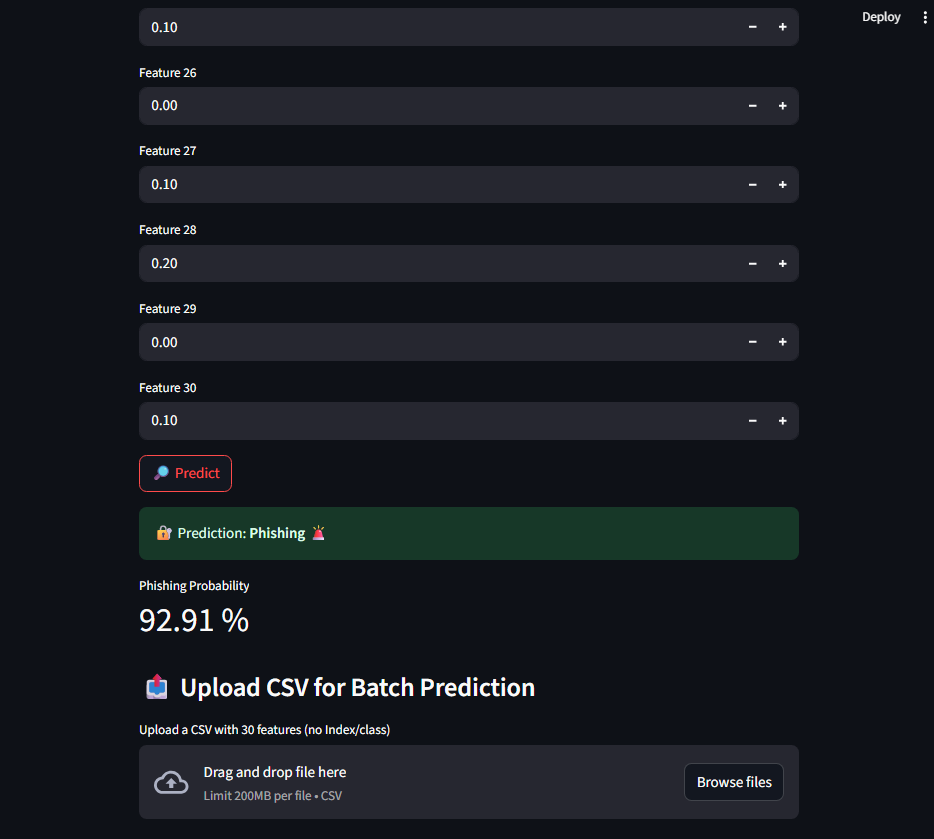 Deploy
0.10
Feature 26
0.00
Feature 27
0.10
Feature 28
0.20
Feature 29
0.00
Feature 30
0.10
🔎 Predict
🔐 Prediction: Phishing 🚨
Phishing Probability
92.91 %
📤 Upload CSV for Batch Prediction
Upload a CSV with 30 features (no Index/class)
Drag and drop file here
Limit 200MB per file • CSV
Browse files